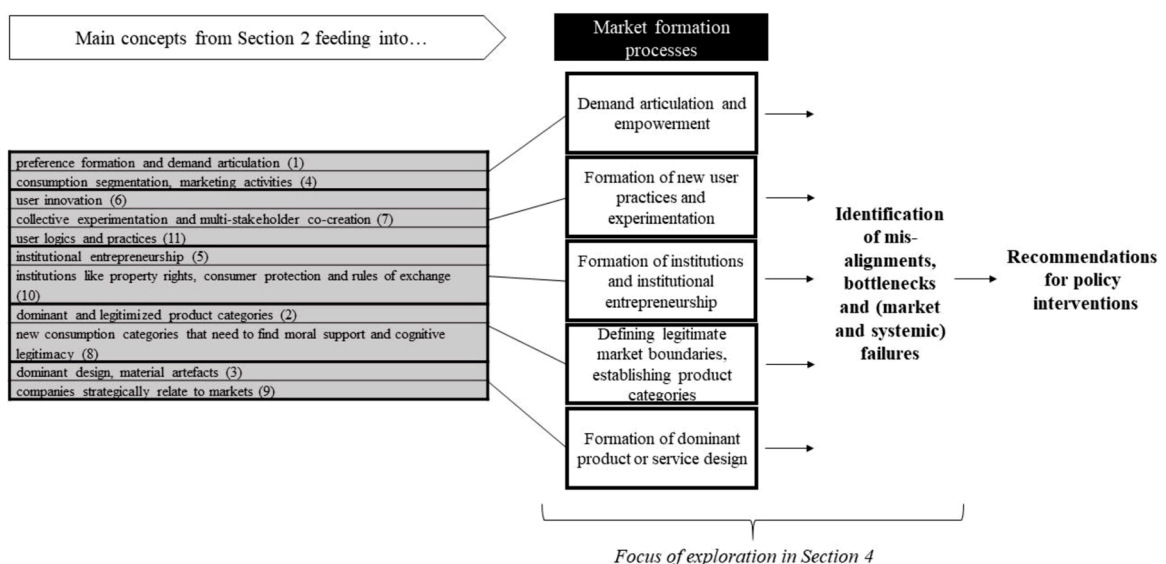 Main concepts from Section 2 feeding into…
Market formation
processes
preference formation and demand articulation (1)
consumption segmentation, marketing activities (4)
user innovation (6)
collective experimentation and multi-stakeholder co-creation (7)
user logics and practices (11)
institutional entrepreneurship (5)
institutions like property rights, consumer protection and rules of exchange
(10)
dominant and legitimized product categories (2)
new consumption categories that need to find moral support and cognitive
legitimacy (8)
dominant design, material artefacts (3)
companies strategically relate to markets (9)
Demand articulation and
empowerment
Formation of new user
practices and
experimentation
Formation of institutions
and institutional
entrepreneurship
Defining legitimate
market boundaries,
establishing product
categories
Formation of dominant
product or service design
Identification
of mis-
alignments,
bottlenecks
and (market
and systemic)
failures
Recommendations
for policy
interventions
Focus of exploration in Section 4